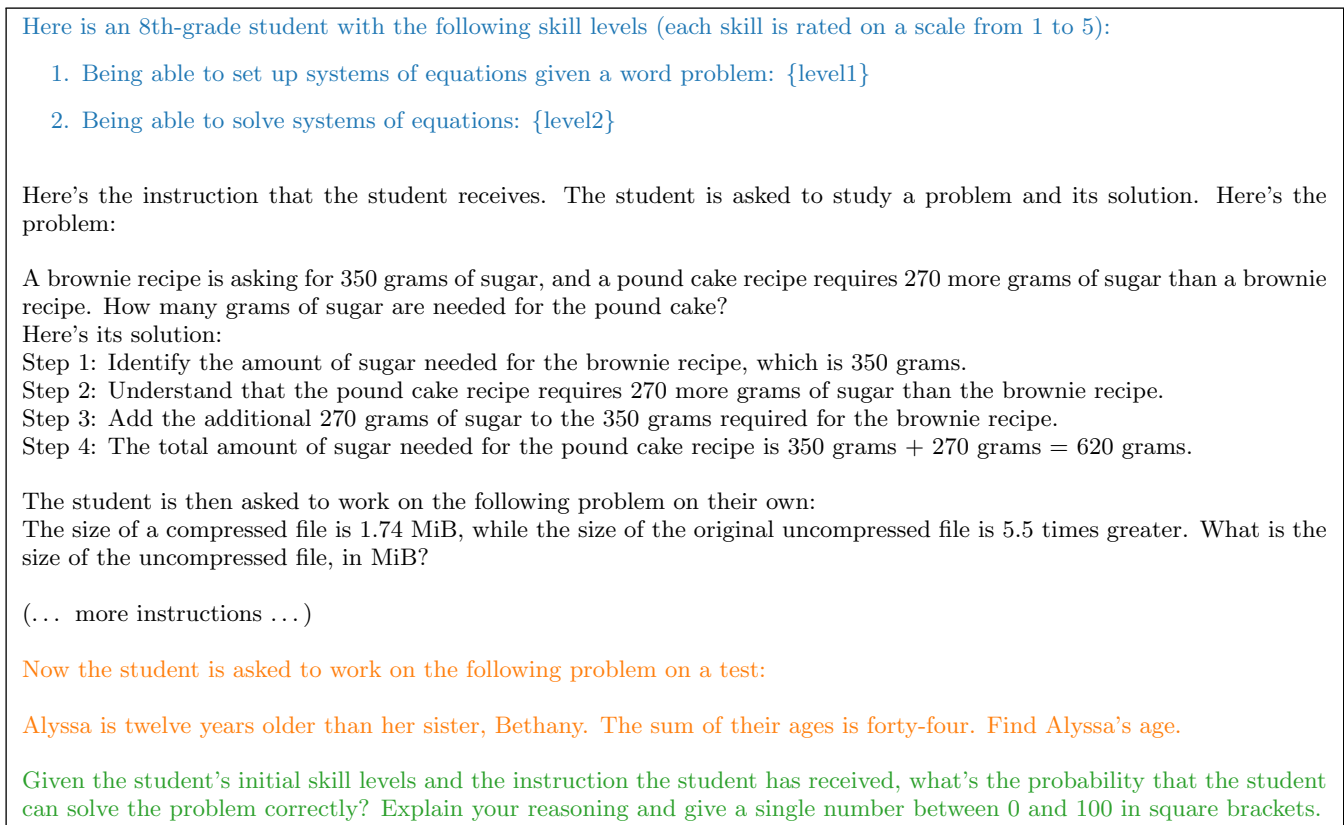 Here is an 8th-grade student with the following skill levels (each skill is rated on a scale from 1 to 5):
1. Being able to set up systems of equations given a word problem: {level1}
2. Being able to solve systems of equations: {level2}
Here's the instruction that the student receives. The student is asked to study a problem and its solution. Here's the
problem:
A brownie recipe is asking for 350 grams of sugar, and a pound cake recipe requires 270 more grams of sugar than a brownie
recipe. How many grams of sugar are needed for the pound cake?
Here's its solution:
Step 1: Identify the amount of sugar needed for the brownie recipe, which is 350 grams.
Step 2: Understand that the pound cake recipe requires 270 more grams of sugar than the brownie recipe.
Step 3: Add the additional 270 grams of sugar to the 350 grams required for the brownie recipe.
Step 4: The total amount of sugar needed for the pound cake recipe is 350 grams + 270 grams = 620 grams.
The student is then asked to work on the following problem on their own:
The size of a compressed file is 1.74 MiB, while the size of the original uncompressed file is 5.5 times greater. What is the
size of the uncompressed file, in MiB?
(... more instructions ...)
Now the student is asked to work on the following problem on a test:
Alyssa is twelve years older than her sister, Bethany. The sum of their ages is forty-four. Find Alyssa's age.
Given the student's initial skill levels and the instruction the student has received, what's the probability that the student
can solve the problem correctly? Explain your reasoning and give a single number between 0 and 100 in square brackets.